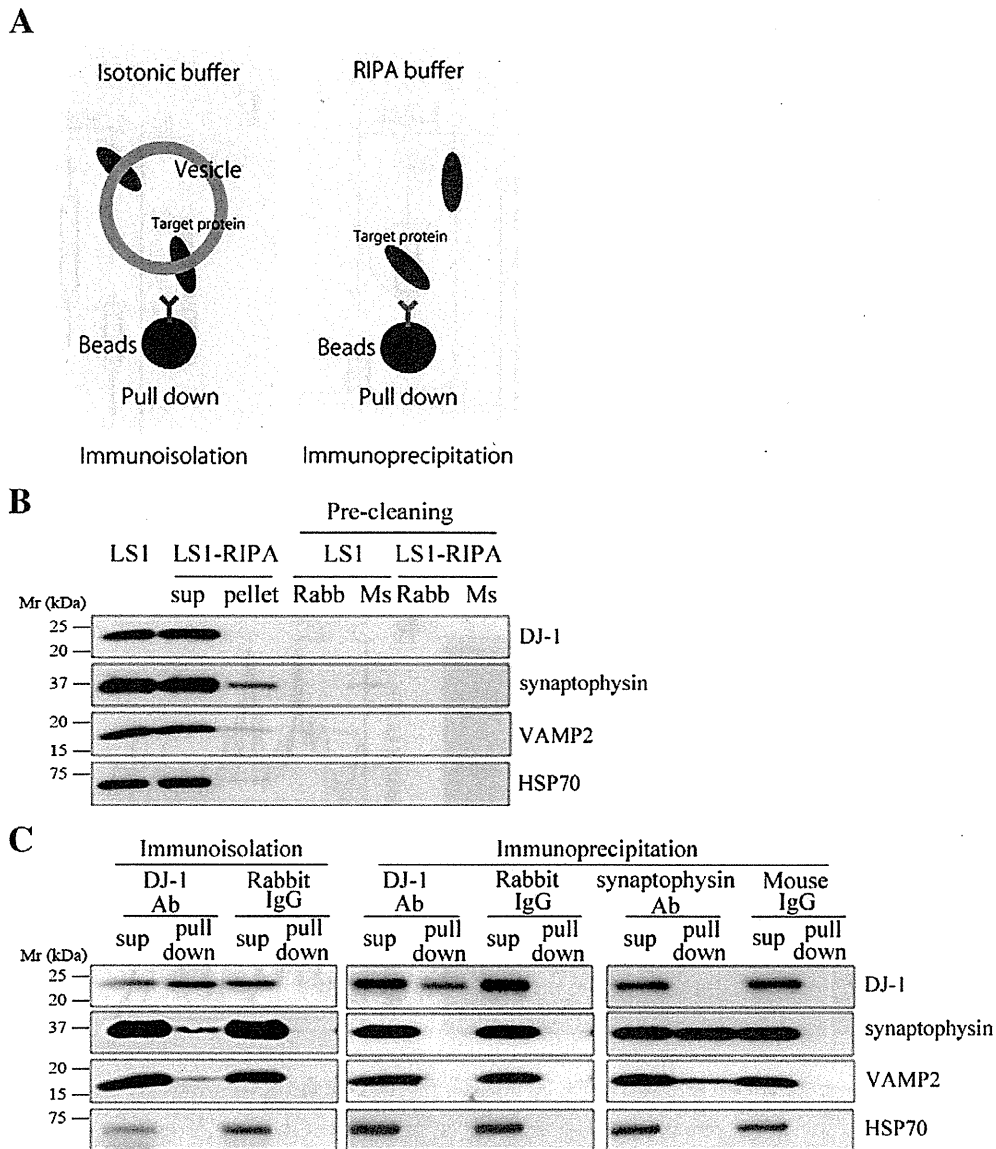 A
Isotonic buffer
RIPA buffer
Vesicle
Target protein
Target protein
Beads
Beads
Pull down
Pull down
Immunoisolation
Immunoprecipitation
B
Pre-cleaning
LS1 LS1-RIPA LS1 LS1-RIPA
Mr (kDa) sup pellet Rabb Ms Rabb Ms
25
20
DJ-1
37
synaptophysin
20
15
VAMP2
75
HSP70
C
Immunoisolation Immunoprecipitation
DJ-1 Rabbit DJ-1 Rabbit synaptophysin Mouse
Ab IgG Ab IgG Ab IgG
sup pull sup pull sup pull sup pull sup pull sup pull
Mr (kDa) down down down down down down
25
20
DJ-1
37
synaptophysin
20
15
VAMP2
75
HSP70